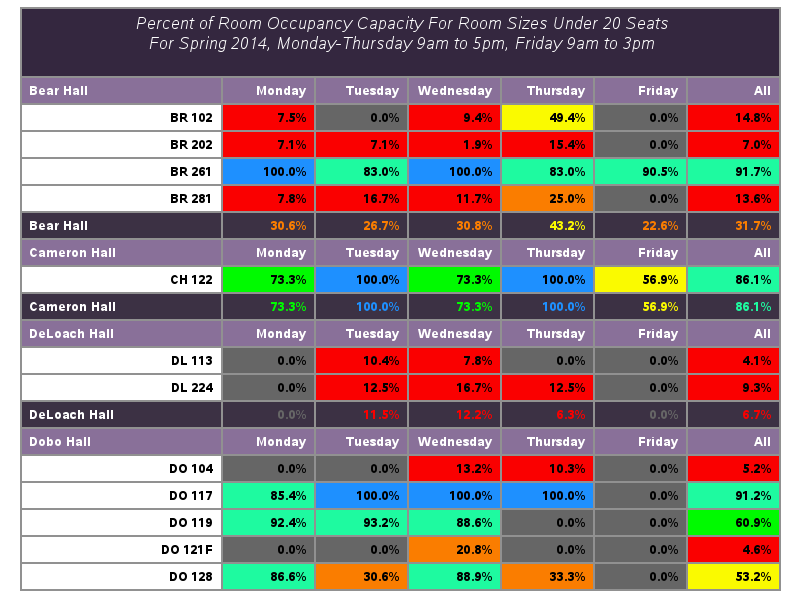 Percent of Room Occupancy Capacity For Room Sizes Under 20 Seats
For Spring 2014, Monday-Thursday 9am to 5pm, Friday 9am to 3pm
Bear Hall Monday Tuesday Wednesday Thursday Friday All
BR 102 7.5% 0.0% 9.4% 49.4% 0.0% 14.8%
BR 202 7.1% 7.1% 1.9% 15.4% 0.0% 7.0%
BR 261 100.0% 83.0% 100.0% 83.0% 90.5% 91.7%
BR 281 7.8% 16.7% 11.7% 25.0% 0.0% 13.6%
Bear Hall 30.6% 26.7% 30.8% 43.2% 22.6% 31.7%
Cameron Hall Monday Tuesday Wednesday Thursday Friday All
CH 122 73.3% 100.0% 73.3% 100.0% 56.9% 86.1%
Cameron Hall 73.3% 100.0% 73.3% 100.0% 56.9% 86.1%
DeLoach Hall Monday Tuesday Wednesday Thursday Friday All
DL 113 0.0% 10.4% 7.8% 0.0% 0.0% 4.1%
DL 224 0.0% 12.5% 16.7% 12.5% 0.0% 9.3%
DeLoach Hall 0.0% 11.5% 12.2% 6.3% 0.0% 6.7%
Dobo Hall Monday Tuesday Wednesday Thursday Friday All
DO 104 0.0% 0.0% 13.2% 10.3% 0.0% 5.2%
DO 117 85.4% 100.0% 100.0% 100.0% 0.0% 91.2%
DO 119 92.4% 93.2% 88.6% 0.0% 0.0% 60.9%
DO 121F 0.0% 0.0% 20.8% 0.0% 0.0% 4.6%
DO 128 86.6% 30.6% 88.9% 33.3% 0.0% 53.2%